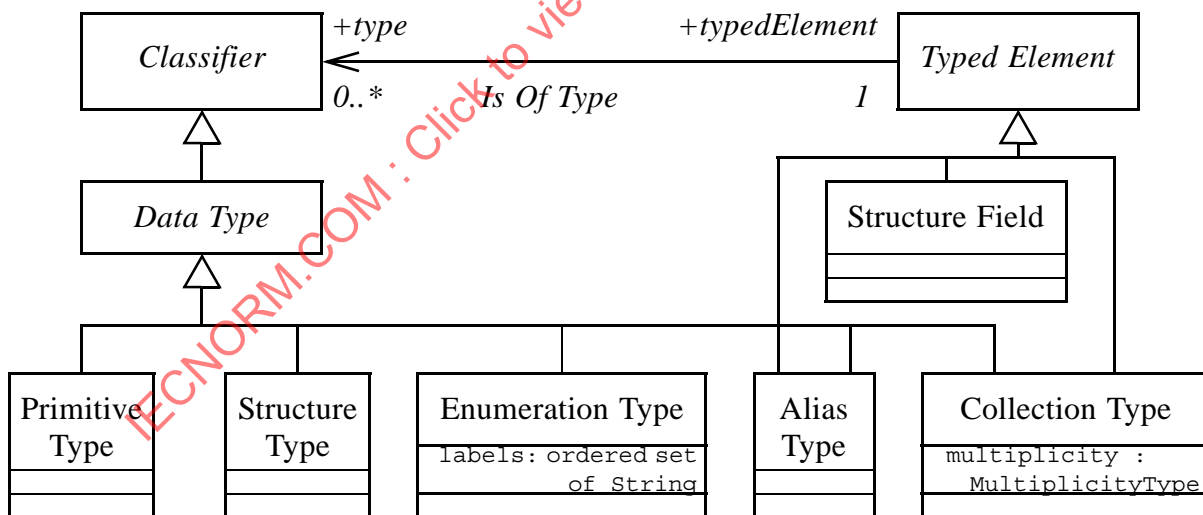 Classifier
+type
+typedElement
Typed Element
0..*
Is Of Type
1
Data Type
Structure Field
Primitive
Type
Structure
Type
Enumeration Type
labels: ordered set
of String
Alias
Type
Collection Type
multiplicity :
MultiplicityType
IECNORM.COM : Click to vie